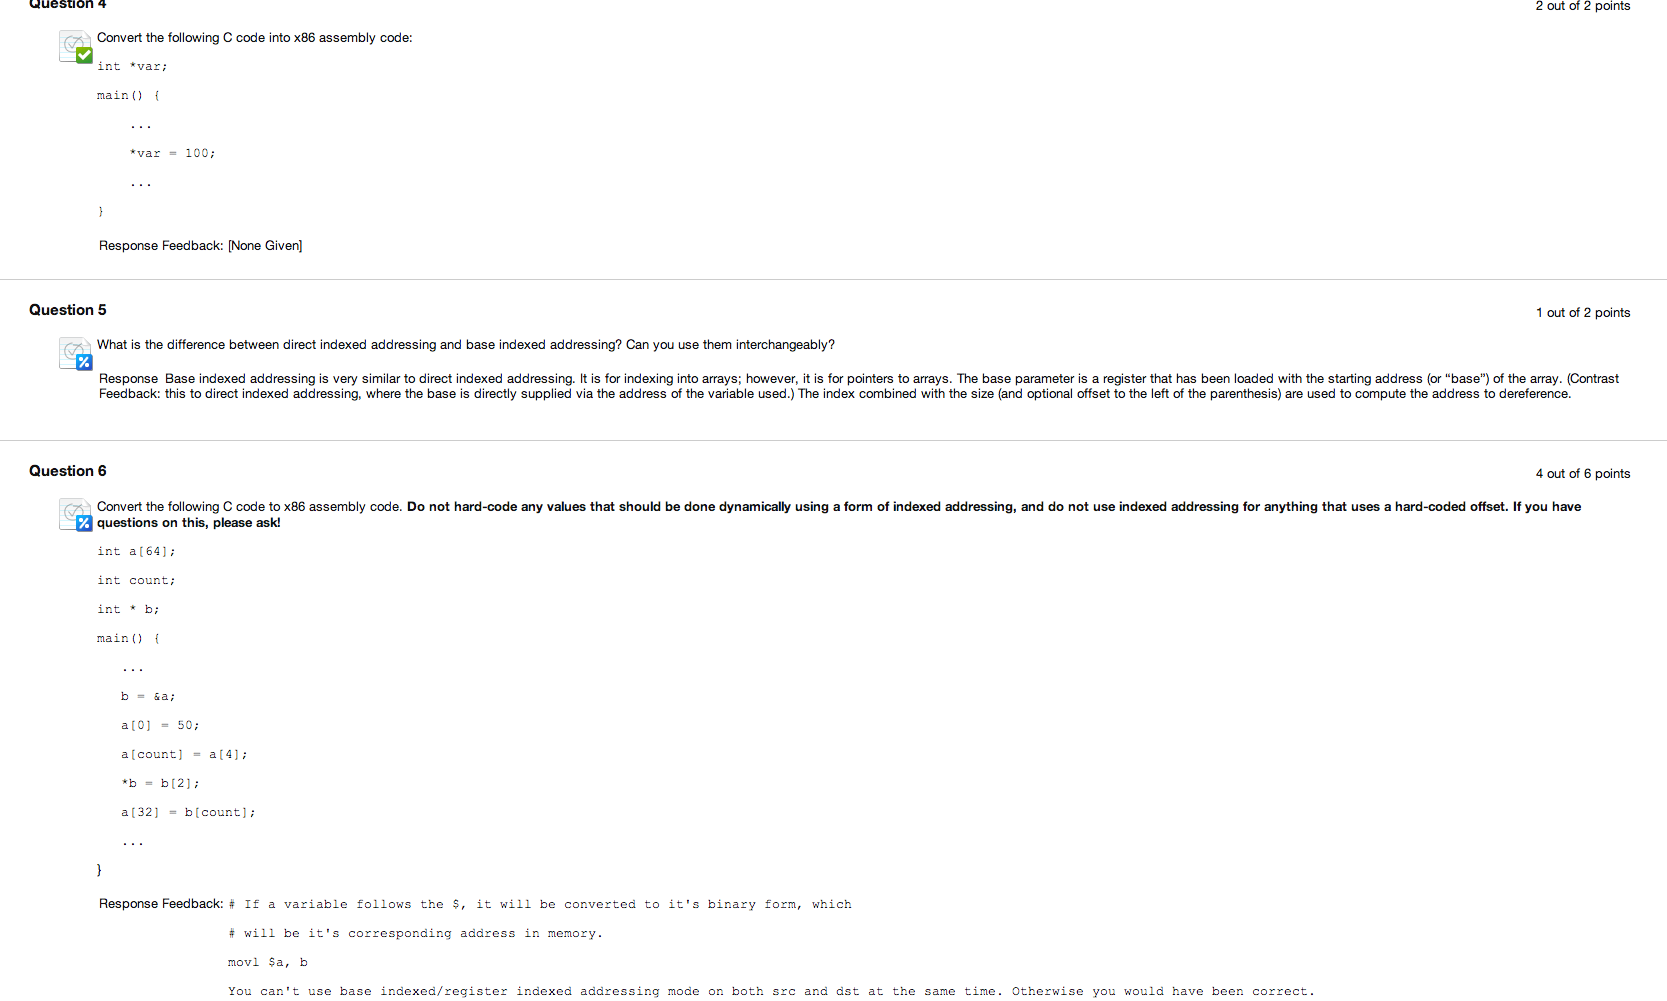 Question 4
2 out of 2 points
Convert the following C code into x86 assembly code:
int *var;
main() {
...
*var = 100;
...
}
Response Feedback: [None Given]
Question 5
1 out of 2 points
What is the difference between direct indexed addressing and base indexed addressing? Can you use them interchangeably?
Response Base indexed addressing is very similar to direct indexed addressing. It is for indexing into arrays; however, it is for pointers to arrays. The base parameter is a register that has been loaded with the starting address (or “base”) of the array. (Contrast
Feedback: this to direct indexed addressing, where the base is directly supplied via the address of the variable used.) The index combined with the size (and optional offset to the left of the parenthesis) are used to compute the address to dereference.
Question 6
4 out of 6 points
Convert the following C code to x86 assembly code. Do not hard-code any values that should be done dynamically using a form of indexed addressing, and do not use indexed addressing for anything that uses a hard-coded offset. If you have
questions on this, please ask!
int a[64];
int count;
int * b;
main() {
...
b = &a;
a[0] = 50;
a[count] = a[4];
*b = b[2];
a[32] = b[count];
...
}
Response Feedback: # If a variable follows the $, it will be converted to it's binary form, which
# will be it's corresponding address in memory.
movl $a, b
You can't use base indexed/register indexed addressing mode on both src and dst at the same time. Otherwise you would have been correct.